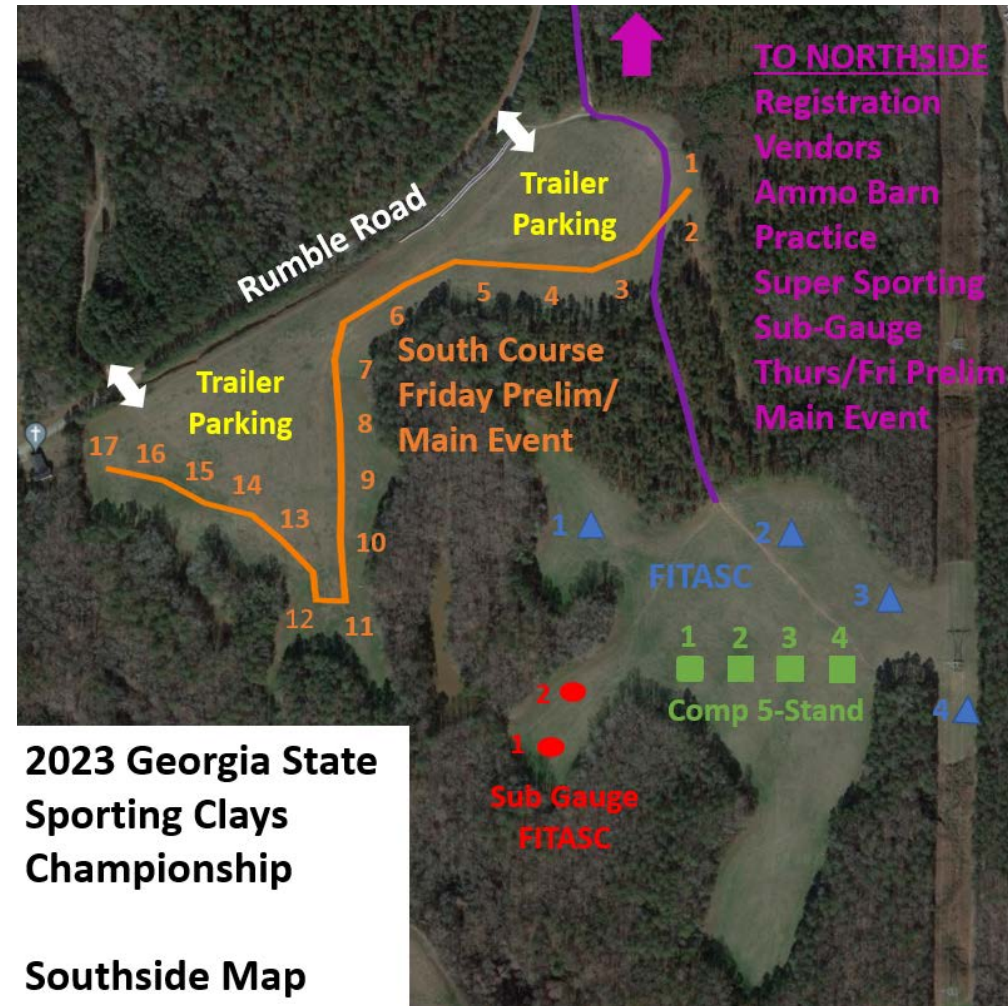 TO NORTHSIDE
Registration
Vendors
Ammo Barn
Practice
Super Sporting
Sub-Gauge
Thurs/Fri Prelim
Main Event
Trailer
Parking
Rumble Road
1
2
3
4
5
6
South Course
Friday Prelim/
Main Event
7
8
9
10
11
12
13
14
15
16
17
Trailer
Parking
1
2
FITASC
3
4
1 2 3 4
Comp 5-Stand
2
1
Sub Gauge
FITASC
2023 Georgia State
Sporting Clays
Championship
Southside Map